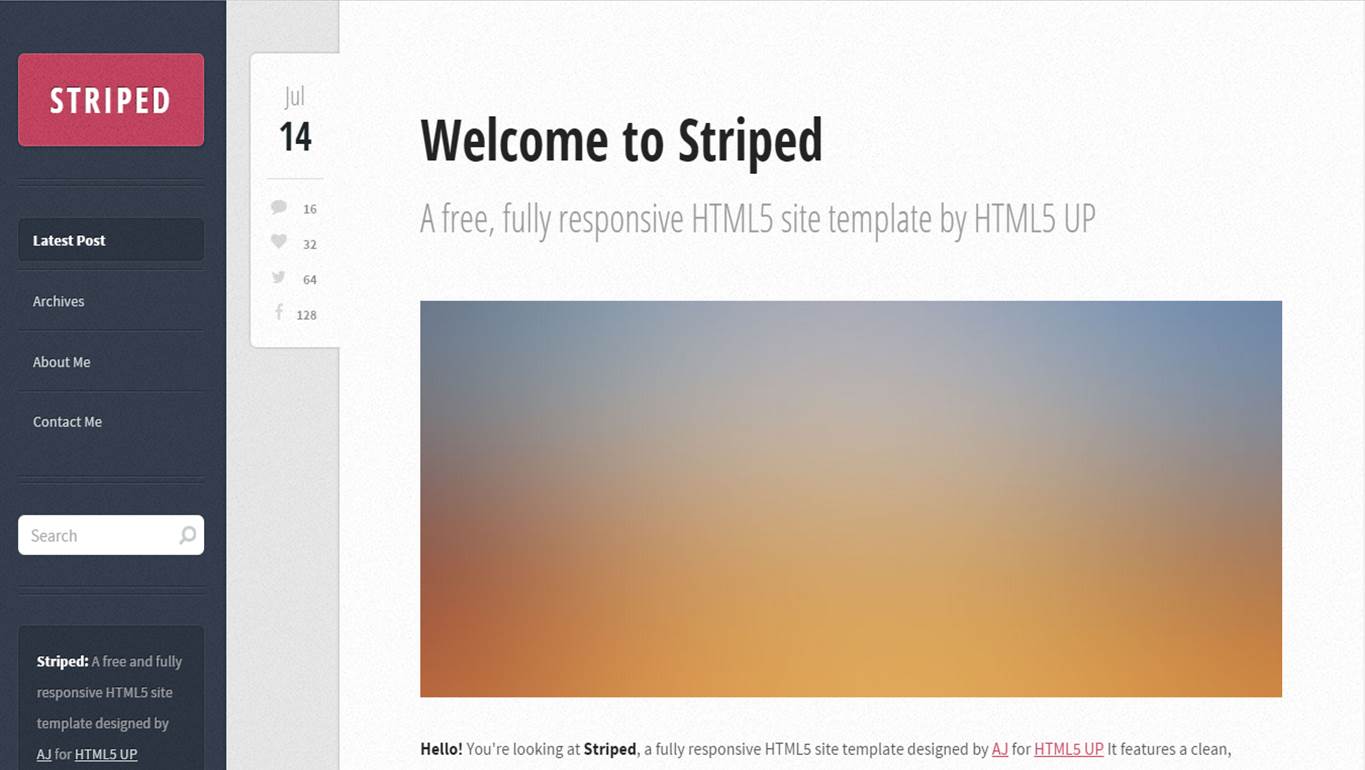 STRIPED
Latest Post
Archives
About Me
Contact Me
Search
Striped: A free and fully
responsive HTML5 site
template designed by
AJ for HTML5 UP
Jul
14
16
32
64
128
Welcome to Striped
A free, fully responsive HTML5 site template by HTML5 UP
Hello! You're looking at Striped, a fully responsive HTML5 site template designed by AJ for HTML5 UP It features a clean,